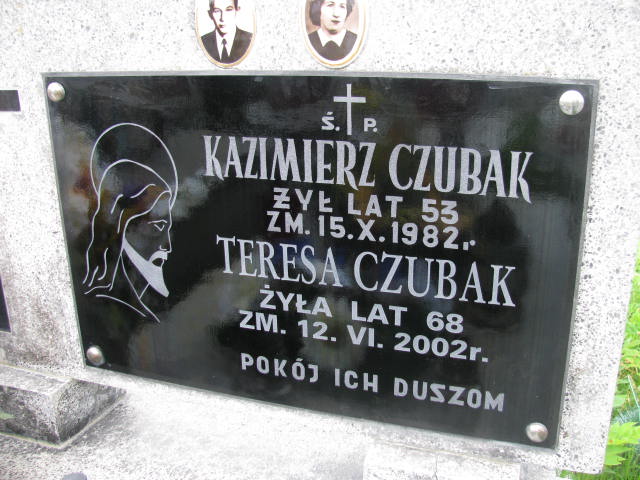 Ś. P.
KAZIMIERZ CZUBAK
ŻYŁ LAT 53
ZM. 15.X.1982.r.
TERESA CZUBAK
ŻYŁA LAT 68
ZM. 12. VI. 2002r.
POKÓJ ICH DUSZOM